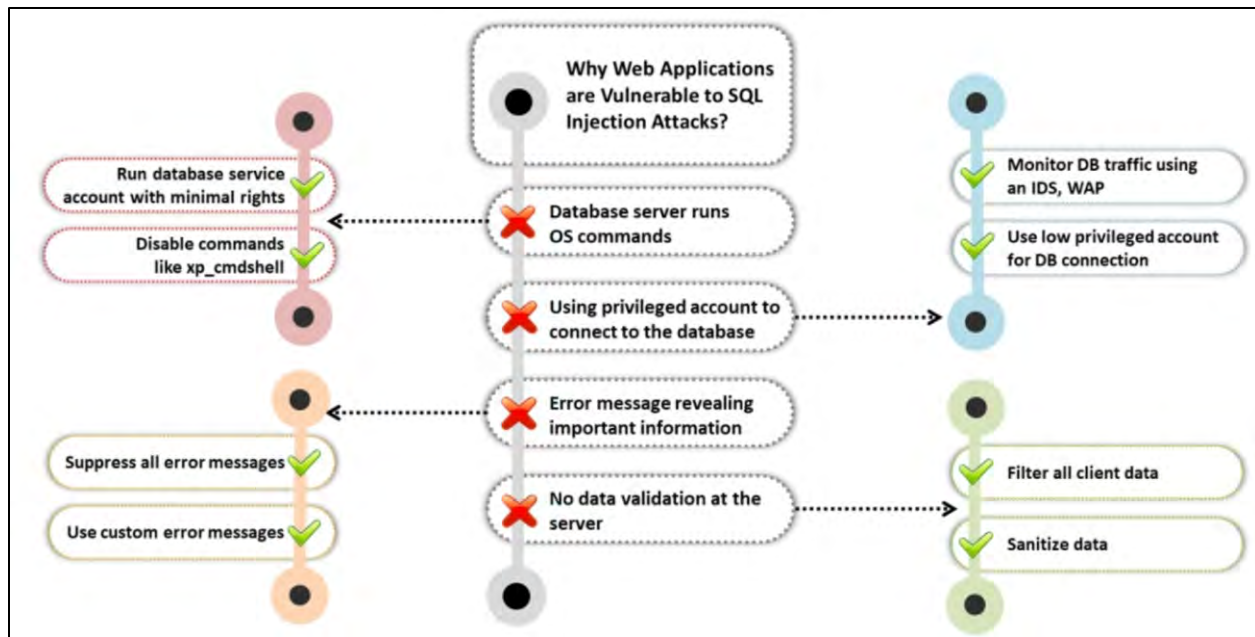 Why Web Applications
are Vulnerable to SQL
Injection Attacks?
Database server runs
OS commands
Run database service
account with minimal rights
Disable commands
like xp_cmdshell
Using privileged account to
connect to the database
Monitor DB traffic using
an IDS, WAP
Use low privileged account
for DB connection
Error message revealing
important information
Suppress all error messages
Use custom error messages
No data validation at the
server
Filter all client data
Sanitize data